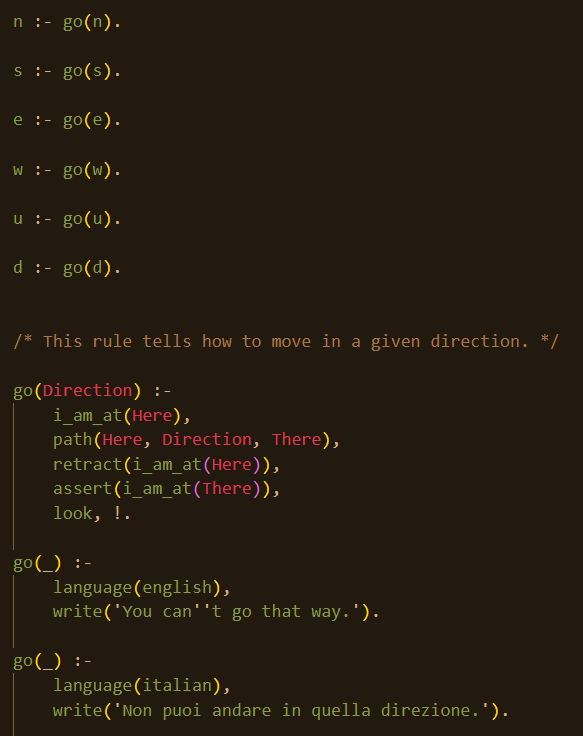 n :- go(n).
s :- go(s).
e :- go(e).
w :- go(w).
u :- go(u).
d :- go(d).
/* This rule tells how to move in a given direction. */
go(Direction) :-
i_am_at(Here),
path(Here, Direction, There),
retract(i_am_at(Here)),
assert(i_am_at(There)),
look, !.
go(_) :-
language(english),
write('You can''t go that way.').
go(_) :-
language(italian),
write('Non puoi andare in quella direzione.').